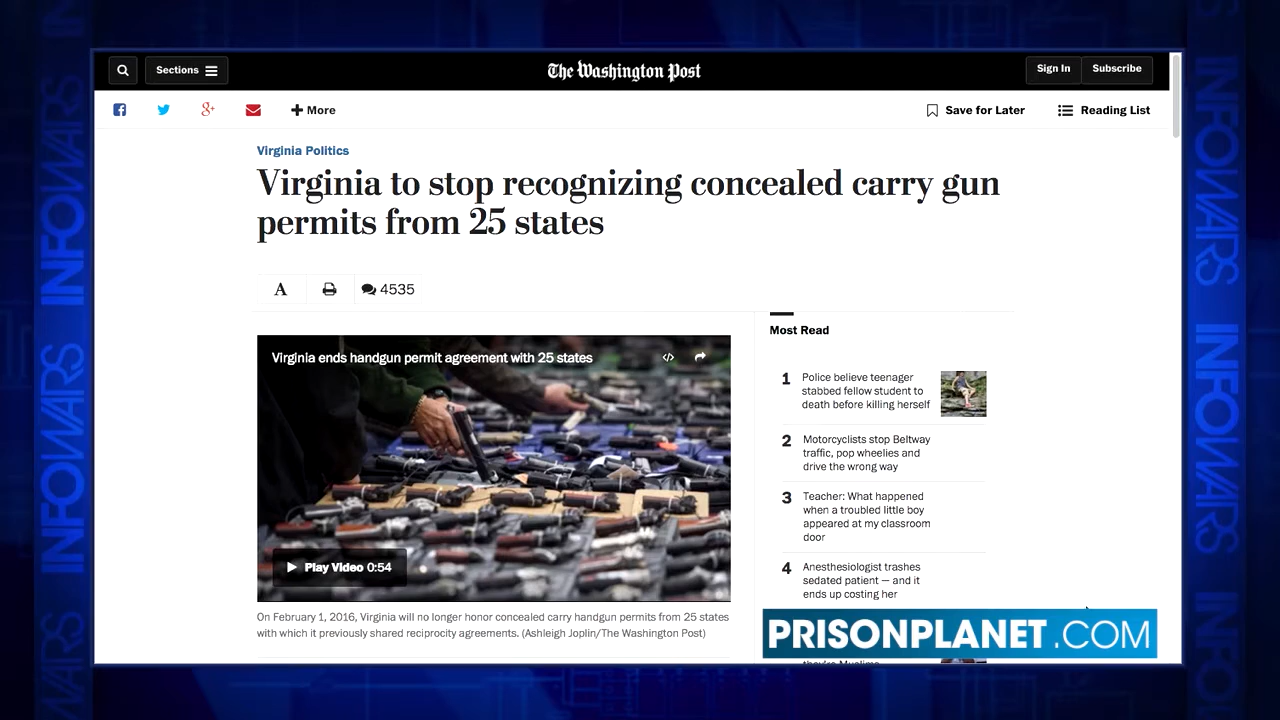 Sections
The Washington Post
Sign In
Subscribe
More
Save for Later
Reading List
Virginia Politics
Virginia to stop recognizing concealed carry gun
permits from 25 states
A
4535
Virginia ends handgun permit agreement with 25 states
Play Video 0:54
On February 1, 2016, Virginia will no longer honor concealed carry handgun permits from 25 states
with which it previously shared reciprocity agreements. (Ashleigh Joplin/The Washington Post)
Most Read
1
Police believe teenager
stabbed fellow student to
death before killing herself
2
Motorcyclists stop Beltway
traffic, pop wheelies and
drive the wrong way
3
Teacher: What happened
when a troubled little boy
appeared at my classroom
door
4
Anesthesiologist trashes
sedated patient — and it
ends up costing her
they're Muslims
PRISONPLANET.COM
INFOWARS
INFOWARS
INFOWARS
INFOWARS